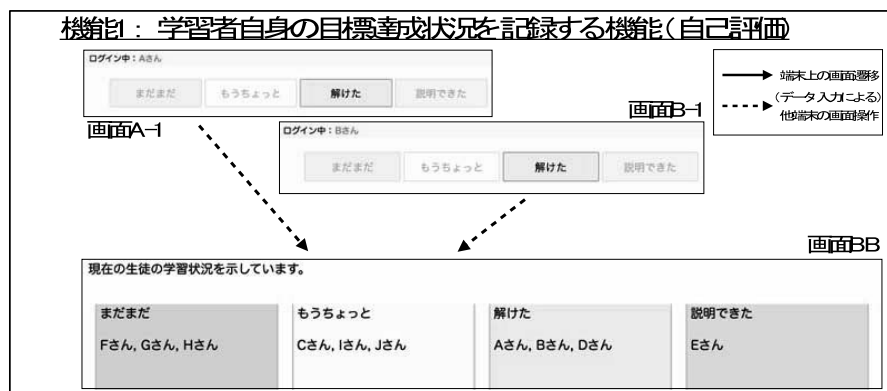 機能1：学習者自身の目標達成状況を記録する機能(自己評価)
ログイン中：Aさん
まだまだ もうちょっと 解けた 説明できた
画面A-1
端末上の画面遷移
(データ入力による)
他端末の画面操作
画面B-1
ログイン中：Bさん
まだまだ もうちょっと 解けた 説明できた
画面BB
現在の生徒の学習状況を示しています。
まだまだ もうちょっと 解けた 説明できた
Fさん, Gさん, Hさん Cさん, Iさん, Jさん Aさん, Bさん, Dさん Eさん